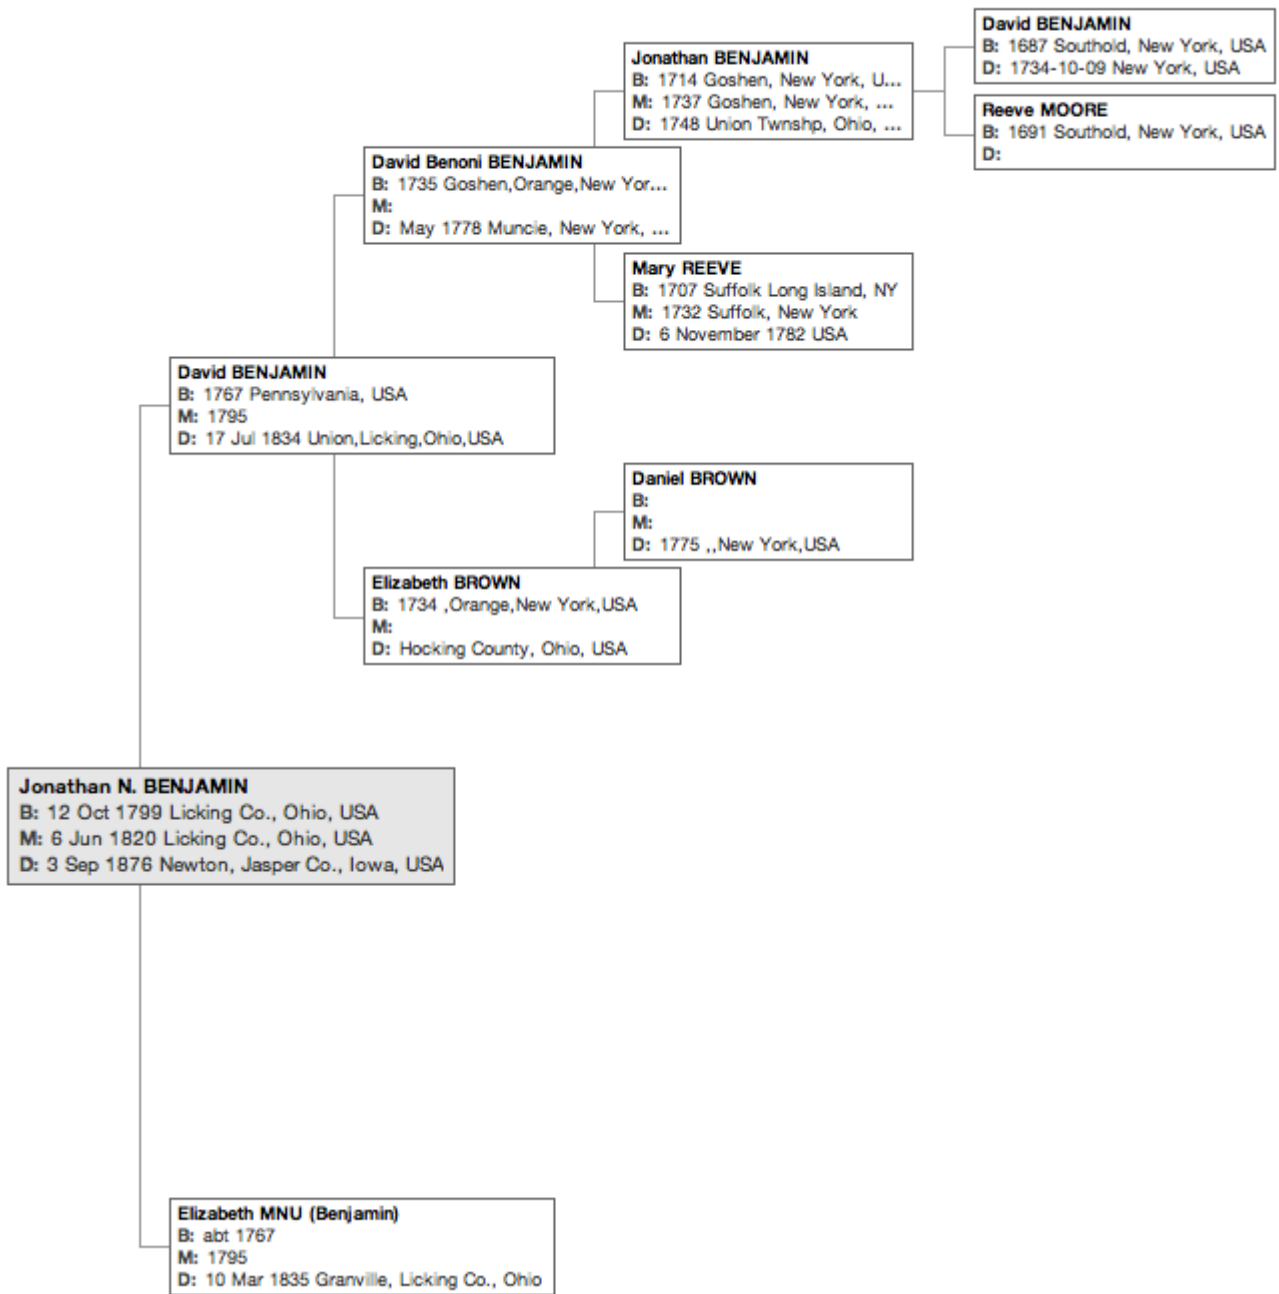 David BENJAMIN
B: 1687 Southold, New York, USA
D: 1734-10-09 New York, USA
Jonathan BENJAMIN
B: 1714 Goshen, New York, U...
M: 1737 Goshen, New York, ...
D: 1748 Union Twnshp, Ohio, ...
Reeve MOORE
B: 1691 Southold, New York, USA
D:
David Benoni BENJAMIN
B: 1735 Goshen,Orange,New Yor...
M:
D: May 1778 Muncie, New York, ...
Mary REEVE
B: 1707 Suffolk Long Island, NY
M: 1732 Suffolk, New York
D: 6 November 1782 USA
David BENJAMIN
B: 1767 Pennsylvania, USA
M: 1795
D: 17 Jul 1834 Union,Licking,Ohio,USA
Daniel BROWN
B:
M:
D: 1775 ,,New York,USA
Elizabeth BROWN
B: 1734 ,Orange,New York,USA
M:
D: Hocking County, Ohio, USA
Jonathan N. BENJAMIN
B: 12 Oct 1799 Licking Co., Ohio, USA
M: 6 Jun 1820 Licking Co., Ohio, USA
D: 3 Sep 1876 Newton, Jasper Co., Iowa, USA
Elizabeth MNU (Benjamin)
B: abt 1767
M: 1795
D: 10 Mar 1835 Granville, Licking Co., Ohio